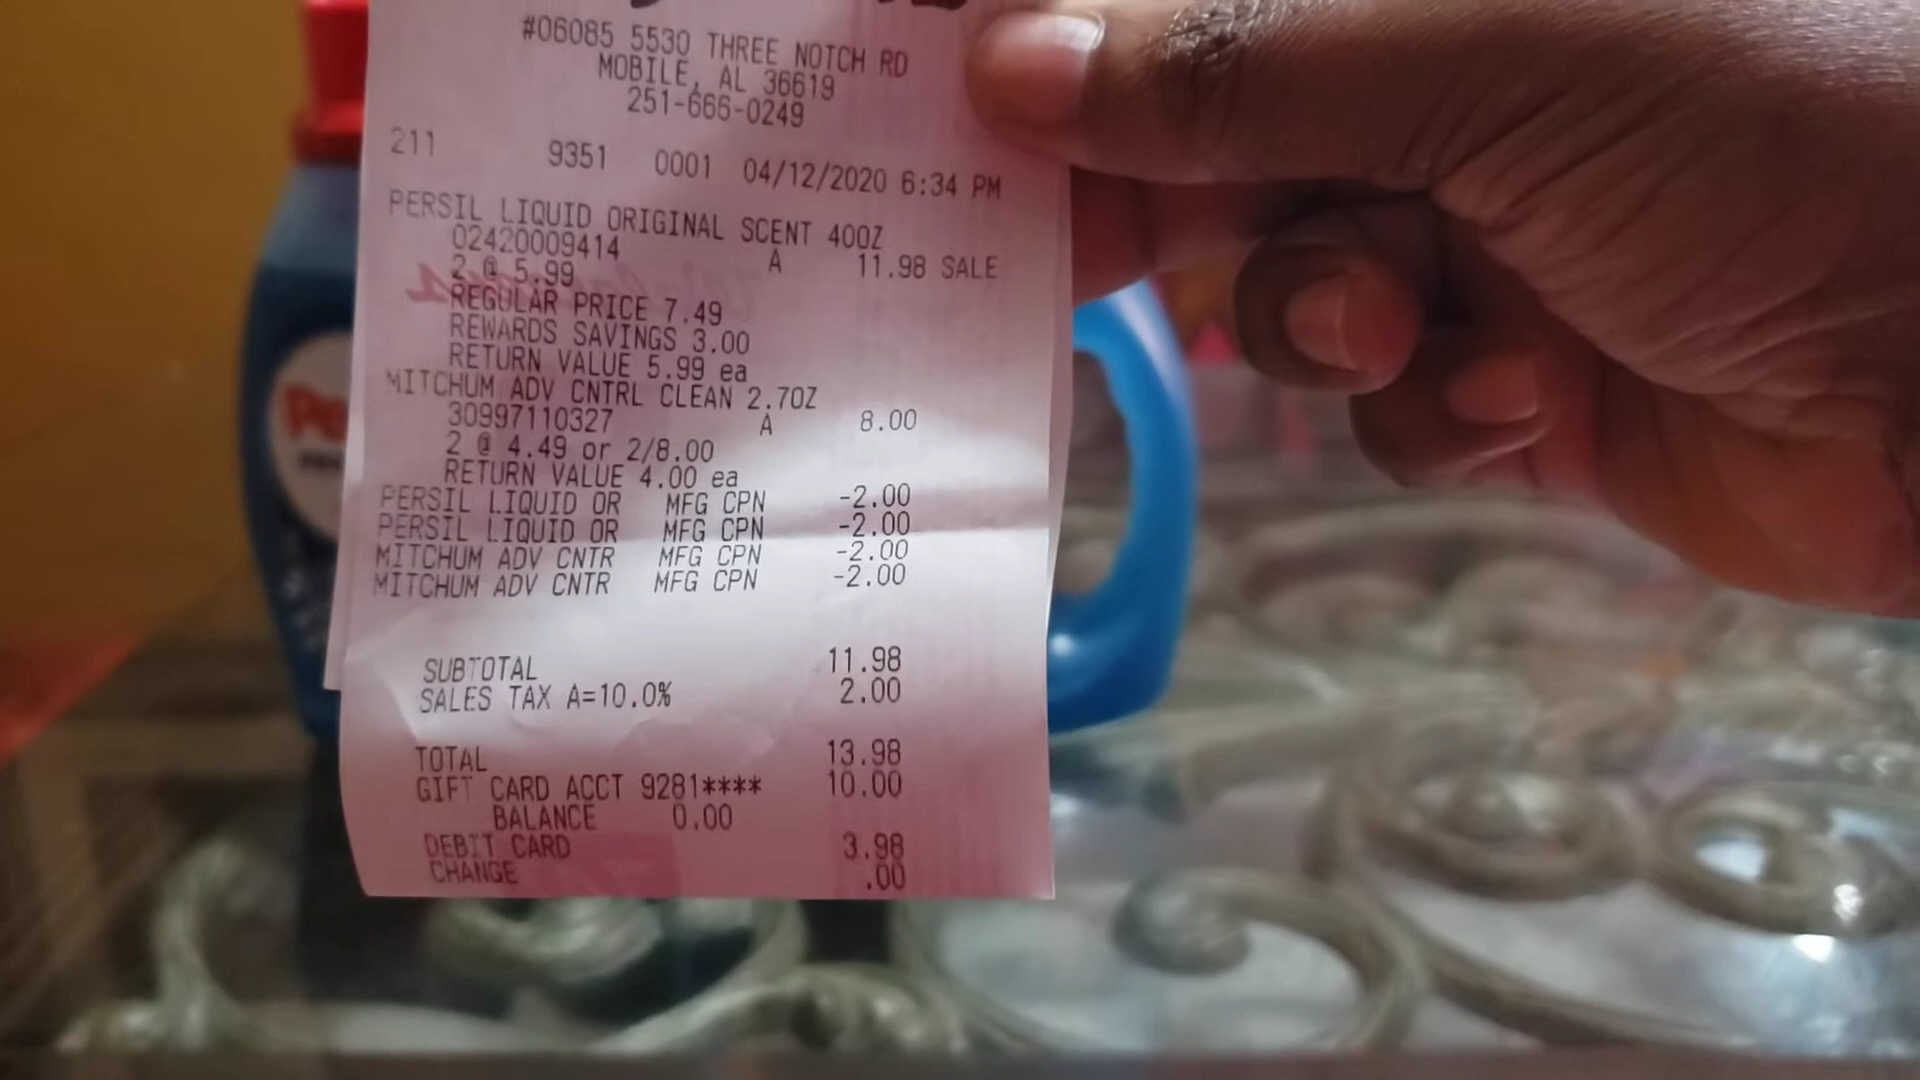 #06085 5530 THREE NOTCH RD
MOBILE, AL 36619
251-666-0249
211 9351 0001 04/12/2020 6:34 PM
PERSIL LIQUID ORIGINAL SCENT 40OZ
02420009414 A 11.98 SALE
2 @ 5.99
REGULAR PRICE 7.49
REWARDS SAVINGS 3.00
RETURN VALUE 5.99 ea
MITCHUM ADV CNTRL CLEAN 2.7OZ
30997110327 A 8.00
2 @ 4.49 or 2/8.00
RETURN VALUE 4.00 ea
PERSIL LIQUID OR MFG CPN -2.00
PERSIL LIQUID OR MFG CPN -2.00
MITCHUM ADV CNTR MFG CPN -2.00
MITCHUM ADV CNTR MFG CPN -2.00
SUBTOTAL 11.98
SALES TAX A=10.0% 2.00
TOTAL 13.98
GIFT CARD ACCT 9281**** 10.00
BALANCE 0.00
DEBIT CARD 3.98
CHANGE .00